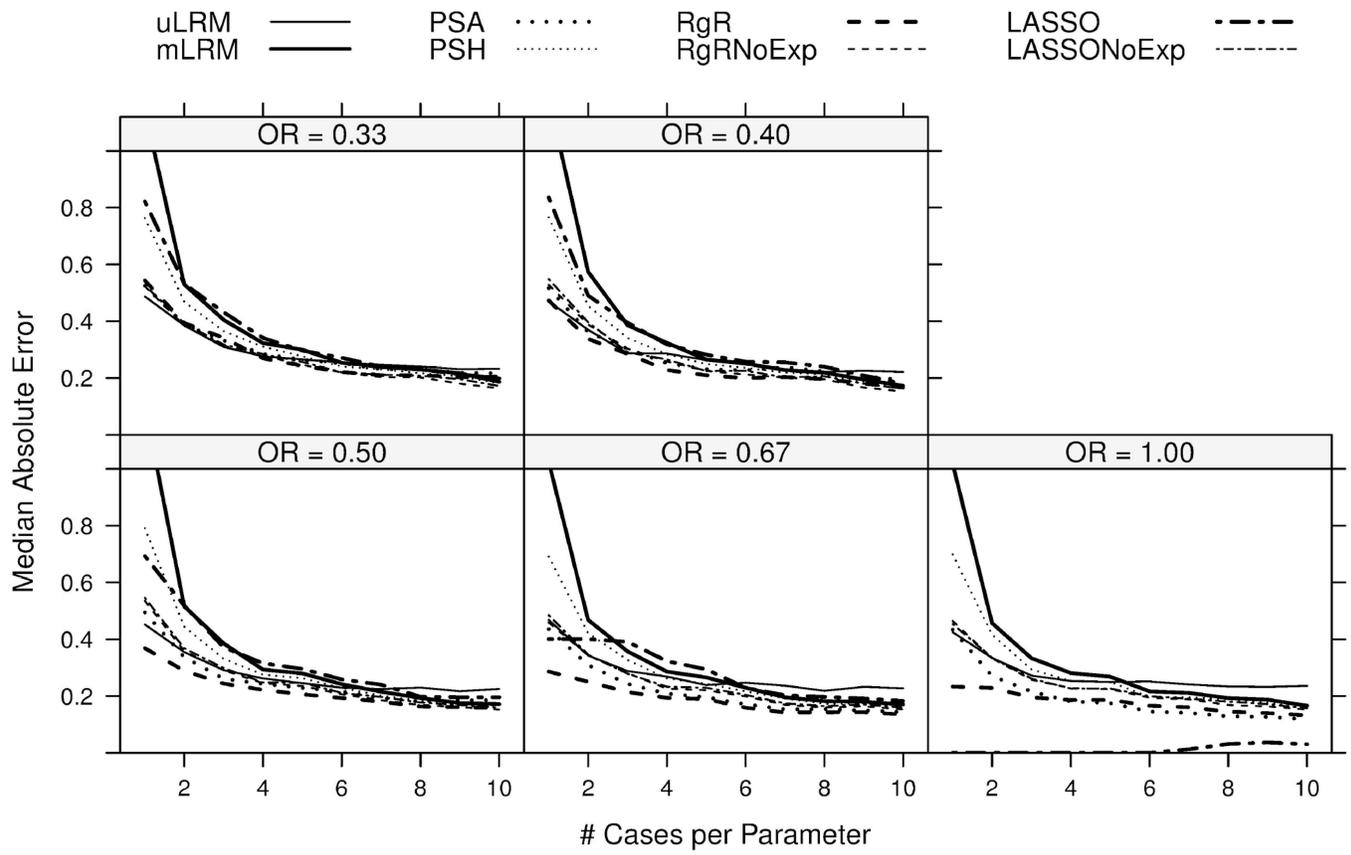 uLRM PSA RgR LASSO
mLRM PSH RgRNoExp LASSONoExp
OR = 0.33 OR = 0.40
0.8
0.6
0.4
0.2
OR = 0.50 OR = 0.67 OR = 1.00
0.8
0.6
0.4
0.2
Median Absolute Error
2 4 6 8 10 2 4 6 8 10 2 4 6 8 10
# Cases per Parameter